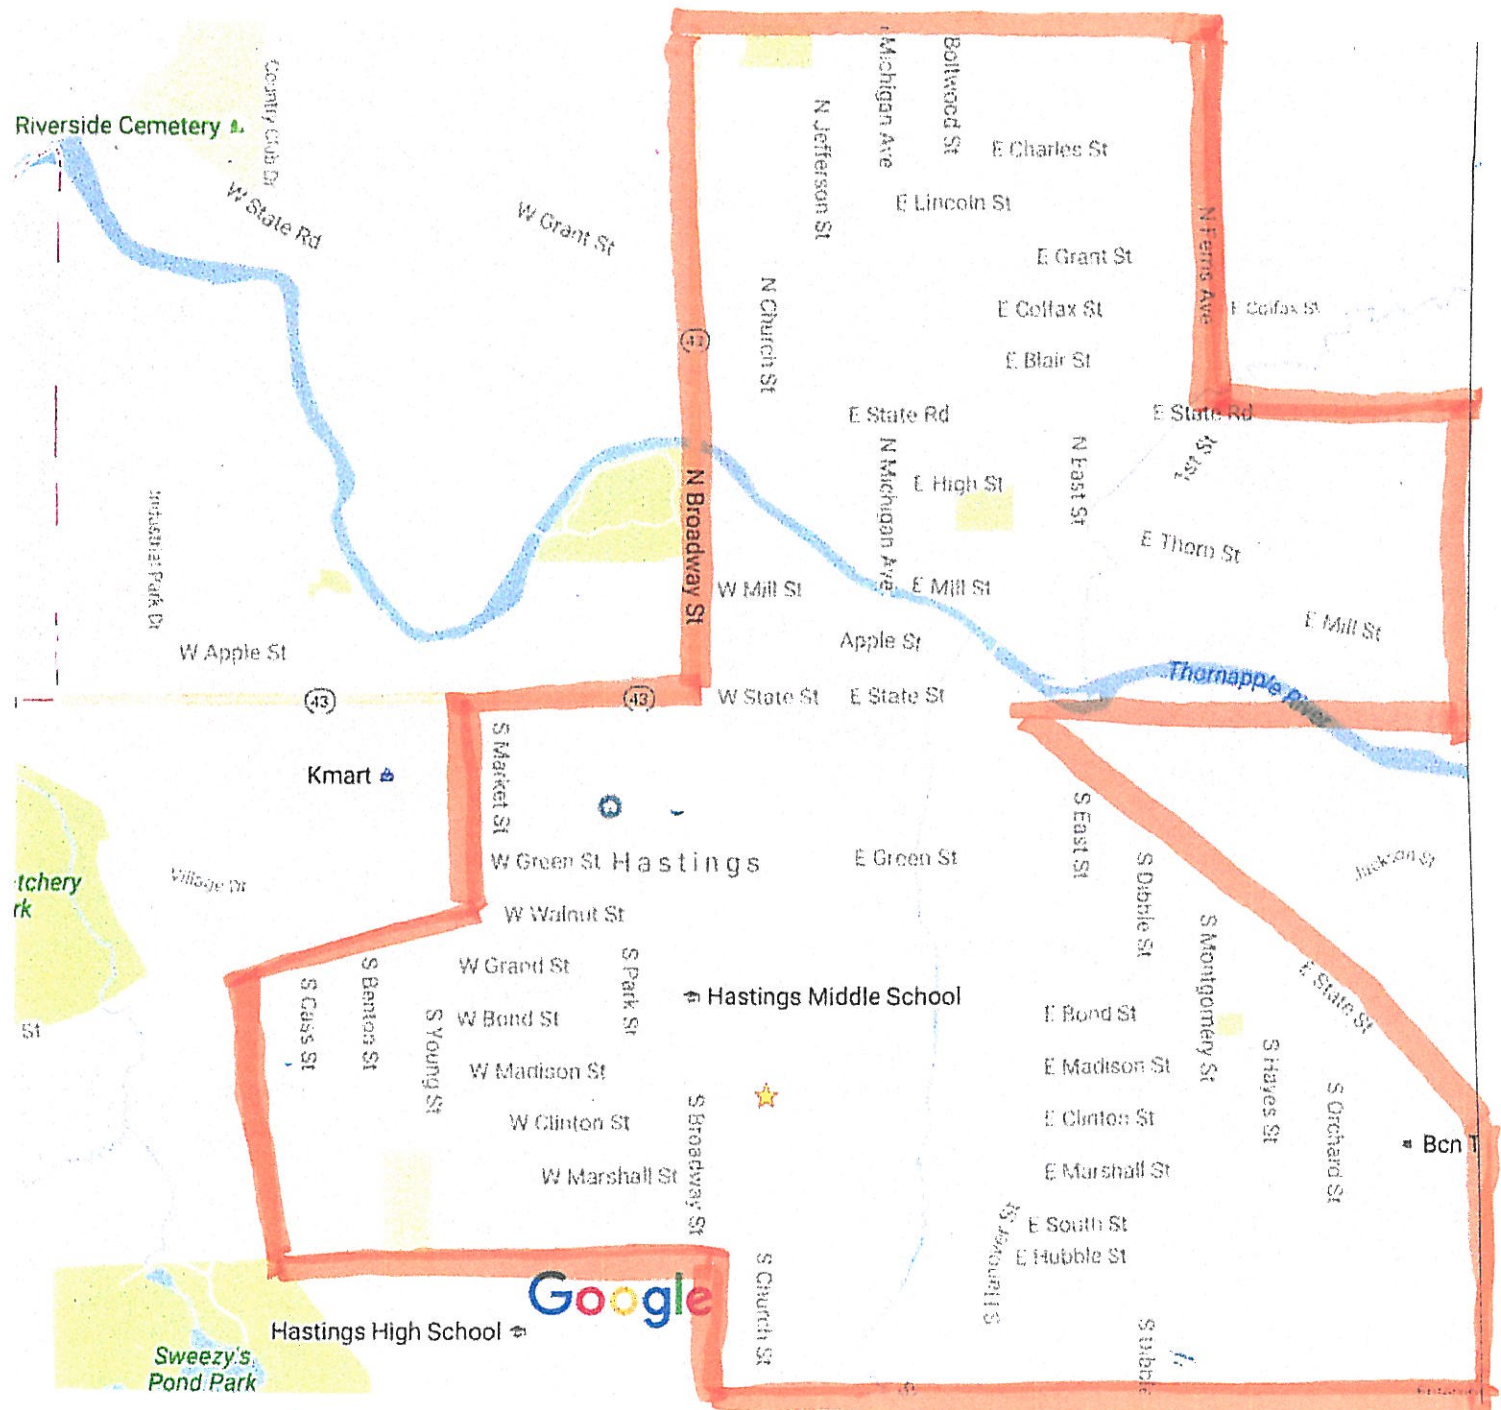 Riverside Cemetery
Country Club Dr
W State Rd
W Grant St
Michigan Ave
Boltwood St
N Jefferson St
E Charles St
E Lincoln St
N Ferris Ave
E Grant St
N Church St
E Colfax St
E Colfax St
43
E Blair St
E State Rd
E State Rd
N Michigan Ave
N East St
E High St
N Broadway St
Industrial Park Dr
E Thorn St
W Mill St
E Mill St
E Mill St
Apple St
W Apple St
Thornapple River
43
43
W State St
E State St
S Market St
Kmart
S East St
W Green St
Hastings
E Green St
S Dibble St
Jackson St
Village Dr
tchery
rk
W Walnut St
S Montgomery St
S Park St
W Grand St
S Benton St
S Cass St
E State St
Hastings Middle School
S Young St
W Bond St
E Bond St
St
S Hayes St
W Madison St
E Madison St
S Orchard St
S Broadway St
W Clinton St
E Clinton St
Bcn T
W Marshall St
E Marshall St
E South St
E Hubble St
S Church St
Google
Hastings High School
S Dibble
Sweezy's
Pond Park